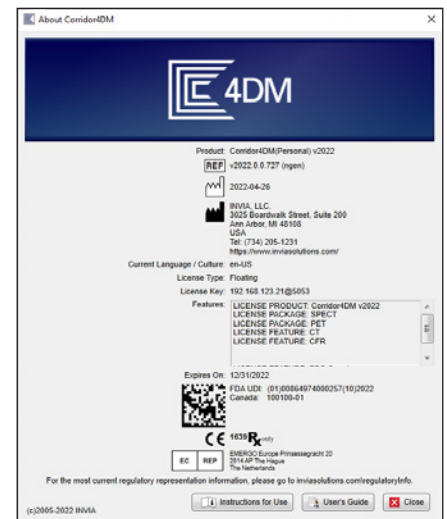 About Corridor4DM
4DM
Product: Corridor4DM(Personal) v2022
REF v2022.0.0.727 (ngen)
2022-04-26
INVIA, LLC.
3025 Boardwalk Street, Suite 200
Ann Arbor, MI 48108
USA
Tel: (734) 205-1231
https://www.inviasolutions.com/
Current Language / Culture: en-US
License Type: Floating
License Key: 192.168.123.21@5053
Features: LICENSE PRODUCT: Corridor4DM v2022
LICENSE PACKAGE: SPECT
LICENSE PACKAGE: PET
LICENSE FEATURE: CT
LICENSE FEATURE: CFR
Expires On: 12/31/2022
FDA UDI: (01)00864974000257(10)2022
Canada: 100100-01
CE 1639 Rx only
EC REP
EMERGO Europe Prinsessegracht 20
2514 AP The Hague
The Netherlands
For the most current regulatory representation information, please go to inviasolutions.com/regulatoryInfo.
(c)2005-2022 INVIA
Instructions for Use
User's Guide
Close